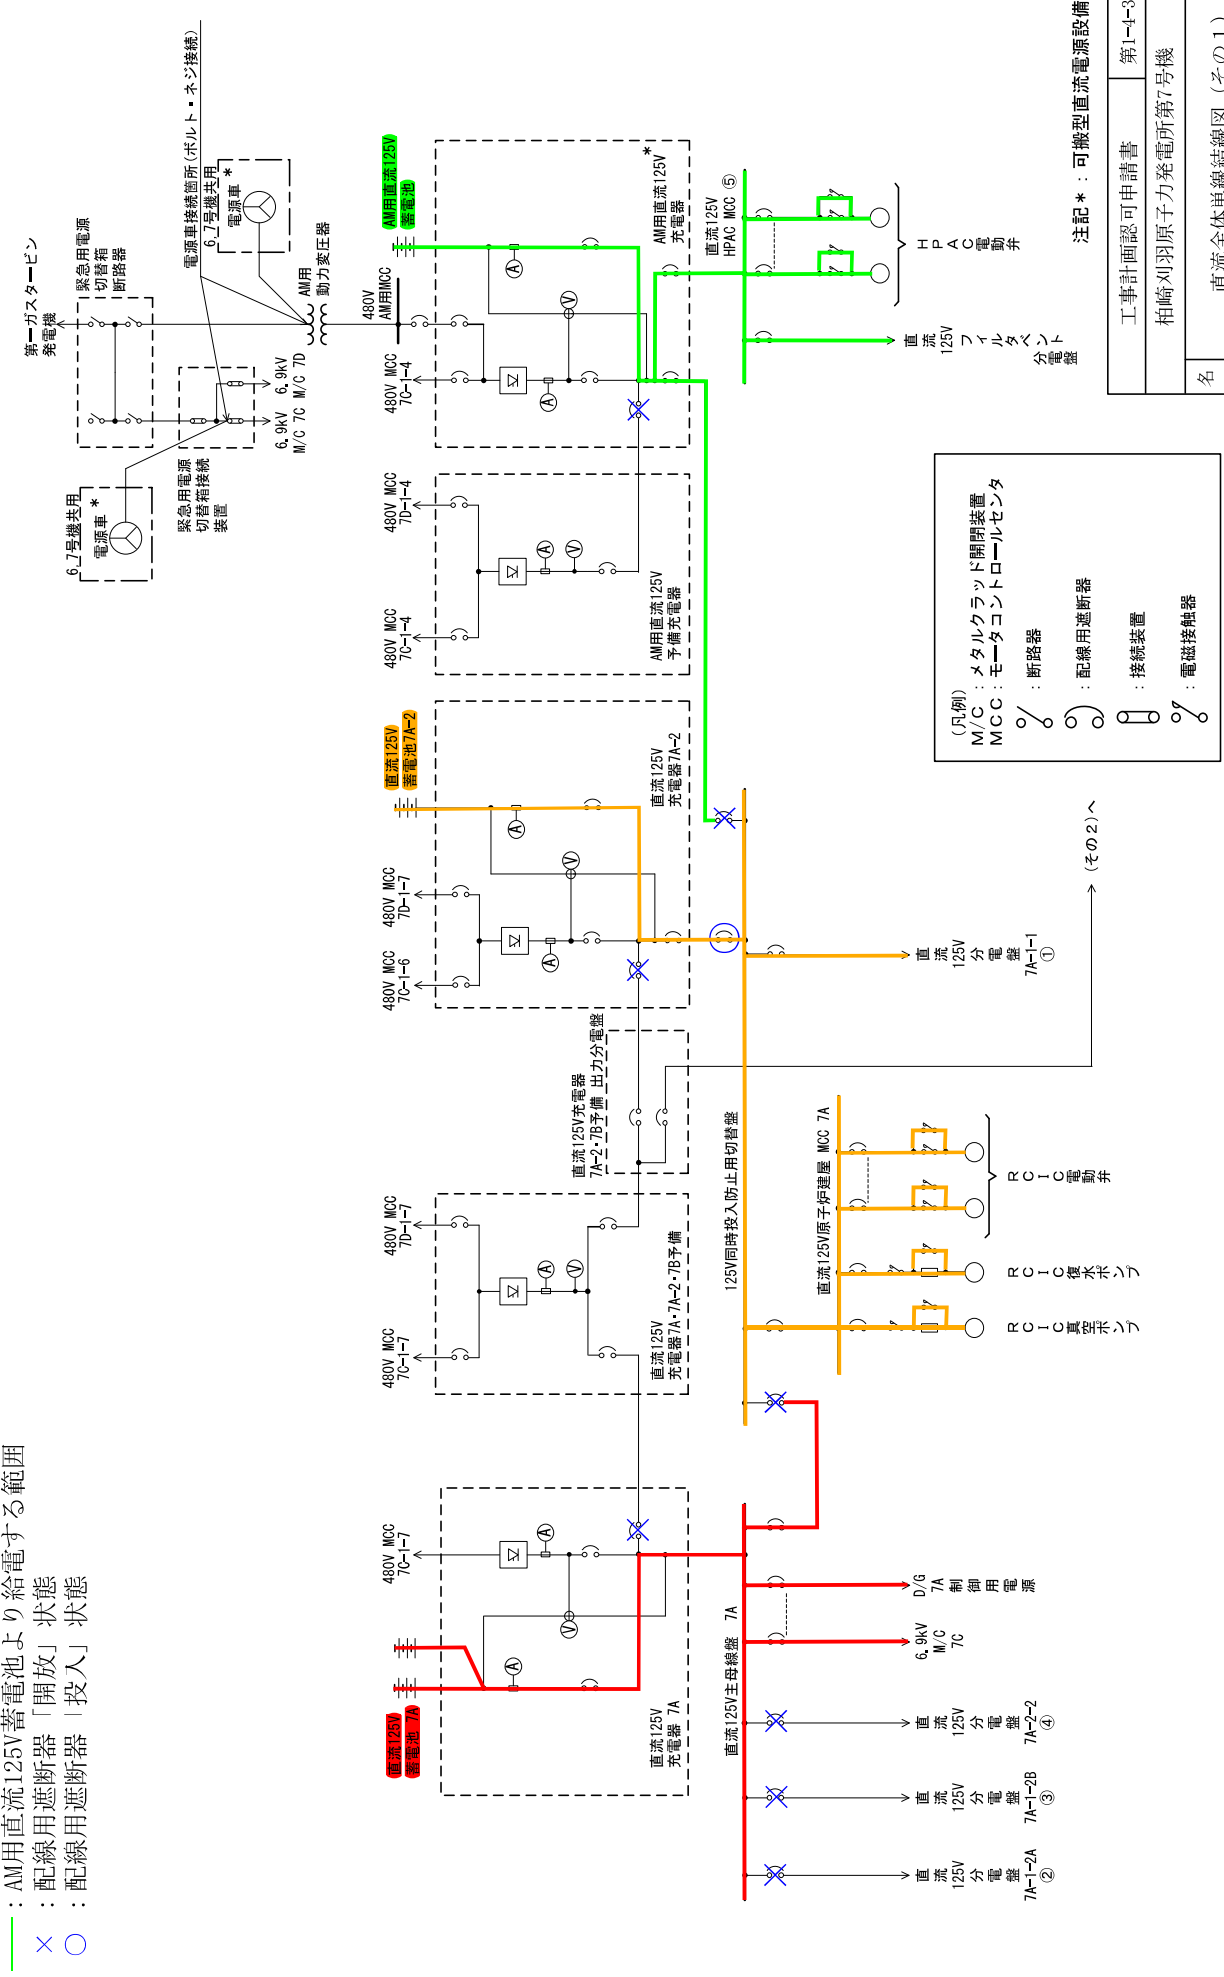 ：AM用直流125V蓄電池より給電する範囲
×：配線用遮断器「開放」状態
○：配線用遮断器「投入」状態
直流125V
蓄電池 7A
480V MCC
7C-1-7
A
V
A
直流125V
充電器 7A
480V MCC
7C-1-7
480V MCC
7D-1-7
A
V
直流125V
充電器7A・7A-2・7B予備
直流125V充電器
7A-2・7B予備 出力分電盤
480V MCC
7C-1-6
480V MCC
7D-1-7
直流125V
蓄電池7A-2
A
V
A
直流125V
充電器7A-2
480V MCC
7C-1-4
480V MCC
7D-1-4
A
V
AM用直流125V
予備充電器
480V MCC
7C-1-4
480V
AM用MCC
AM用直流125V
蓄電池
A
V
A
AM用直流125V
充電器
*
6,7号機共用
電源車 *
緊急用電源
切替箱接続
装置
6.9kV
M/C 7C
6.9kV
M/C 7D
第一ガスタービン
発電機
緊急用電源
切替箱
断路器
電源車接続箇所(ボルト・ネジ接続)
6,7号機共用
電源車 *
AM用
動力変圧器
直流125V主母線盤 7A
直流
125V
分電盤
7A-1-2A
②
直流
125V
分電盤
7A-1-2B
③
直流
125V
分電盤
7A-2-2
④
6.9kV
M/C
7C
D/G
7A
制御用電源
125V同時投入防止用切替盤
直流125V原子炉建屋 MCC 7A
RCIC真空ポンプ
RCIC復水ポンプ
RCIC電動弁
直流
125V
分電盤
7A-1-1
①
(その2)へ
直流125V
HPAC MCC ⑤
直流
125V
フィルタベント
分電盤
HPAC電動弁
(凡例)
M/C：メタルクラッド開閉装置
MCC：モータコントロールセンタ
：断路器
：配線用遮断器
：接続装置
：電磁接触器
注記*：可搬型直流電源設備
工事計画認可申請書
第1-4-3
柏崎刈羽原子力発電所第7号機
名
直流全体単線結線図（その1）